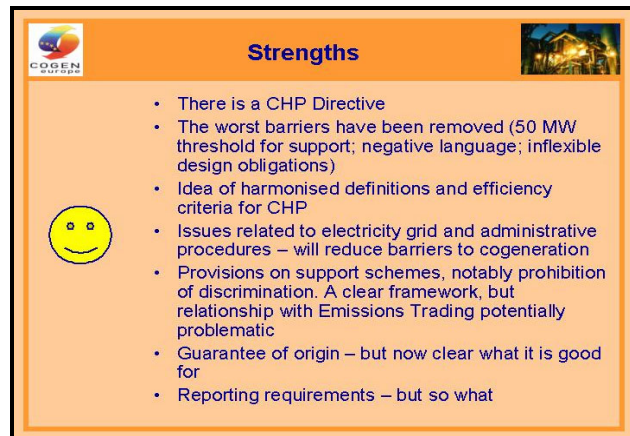 COGEN
europe
Strengths
• There is a CHP Directive
• The worst barriers have been removed (50 MW
threshold for support; negative language; inflexible
design obligations)
• Idea of harmonised definitions and efficiency
criteria for CHP
• Issues related to electricity grid and administrative
procedures – will reduce barriers to cogeneration
• Provisions on support schemes, notably prohibition
of discrimination. A clear framework, but
relationship with Emissions Trading potentially
problematic
• Guarantee of origin – but now clear what it is good
for
• Reporting requirements – but so what